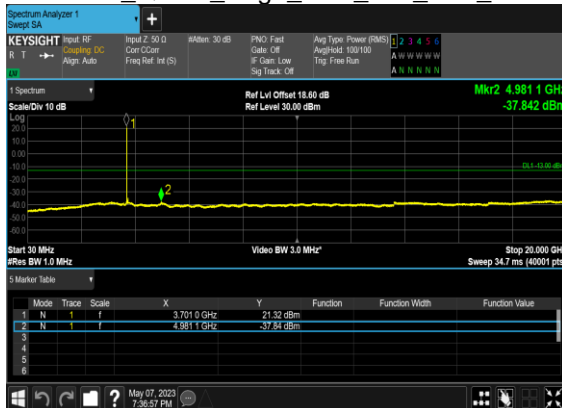 Spectrum Analyzer 1
Swept SA
+
KEYSIGHT Input: RF Input Z: 50 Ω #Atten: 30 dB PNO: Fast Avg Type: Power (RMS) 1 2 3 4 5 6
R T Coupling: DC Corr CCorr Gate: Off Avg|Hold: 100/100 A W W W W W
Align: Auto Freq Ref: Int (S) IF Gain: Low Trig: Free Run
LXI Sig Track: Off A N N N N N
1 Spectrum Ref Lvl Offset 18.60 dB Mkr2 4.981 1 GHz
Scale/Div 10 dB Ref Level 30.00 dBm -37.842 dBm
Log
20.0 1
10.0
0.00
-10.0 DL1 -13.00 dBm
-20.0
-30.0 2
-40.0
-50.0
-60.0
Start 30 MHz Video BW 3.0 MHz* Stop 20.000 GHz
#Res BW 1.0 MHz Sweep 34.7 ms (40001 pts)
5 Marker Table
Mode Trace Scale X Y Function Function Width Function Value
1 N 1 f 3.701 0 GHz 21.32 dBm
2 N 1 f 4.981 1 GHz -37.84 dBm
3
4
5
6
? May 07, 2023
7:36:57 PM